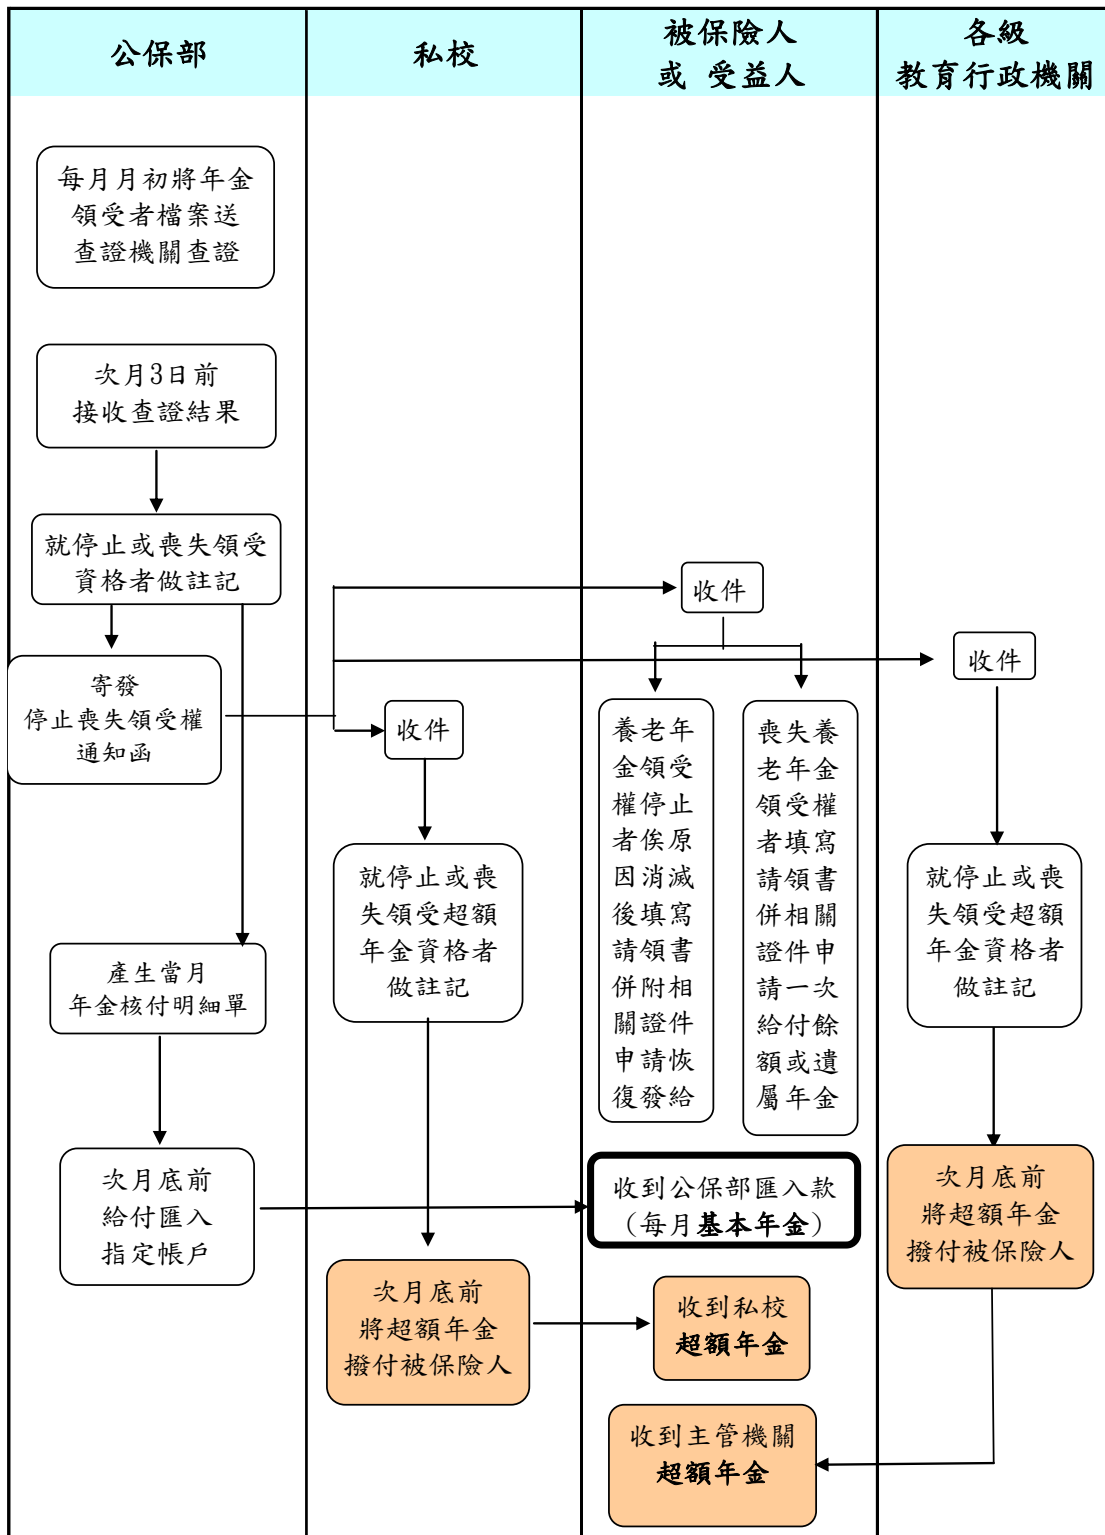 公保部
私校
被保險人
或 受益人
各級
教育行政機關
每月月初將年金
領受者檔案送
查證機關查證
次月3日前
接收查證結果
就停止或喪失領受
資格者做註記
收件
收件
寄發
停止喪失領受權
通知函
收件
養老年
金領受
權停止
者俟原
因消滅
後填寫
請領書
併附相
關證件
申請恢
復發給
喪失養
老年金
領受權
者填寫
請領書
併相關
證件申
請一次
給付餘
額或遺
屬年金
就停止或喪
失領受超額
年金資格者
做註記
就停止或喪
失領受超額
年金資格者
做註記
產生當月
年金核付明細單
次月底前
給付匯入
指定帳戶
收到公保部匯入款
（每月基本年金）
次月底前
將超額年金
撥付被保險人
次月底前
將超額年金
撥付被保險人
收到私校
超額年金
收到主管機關
超額年金